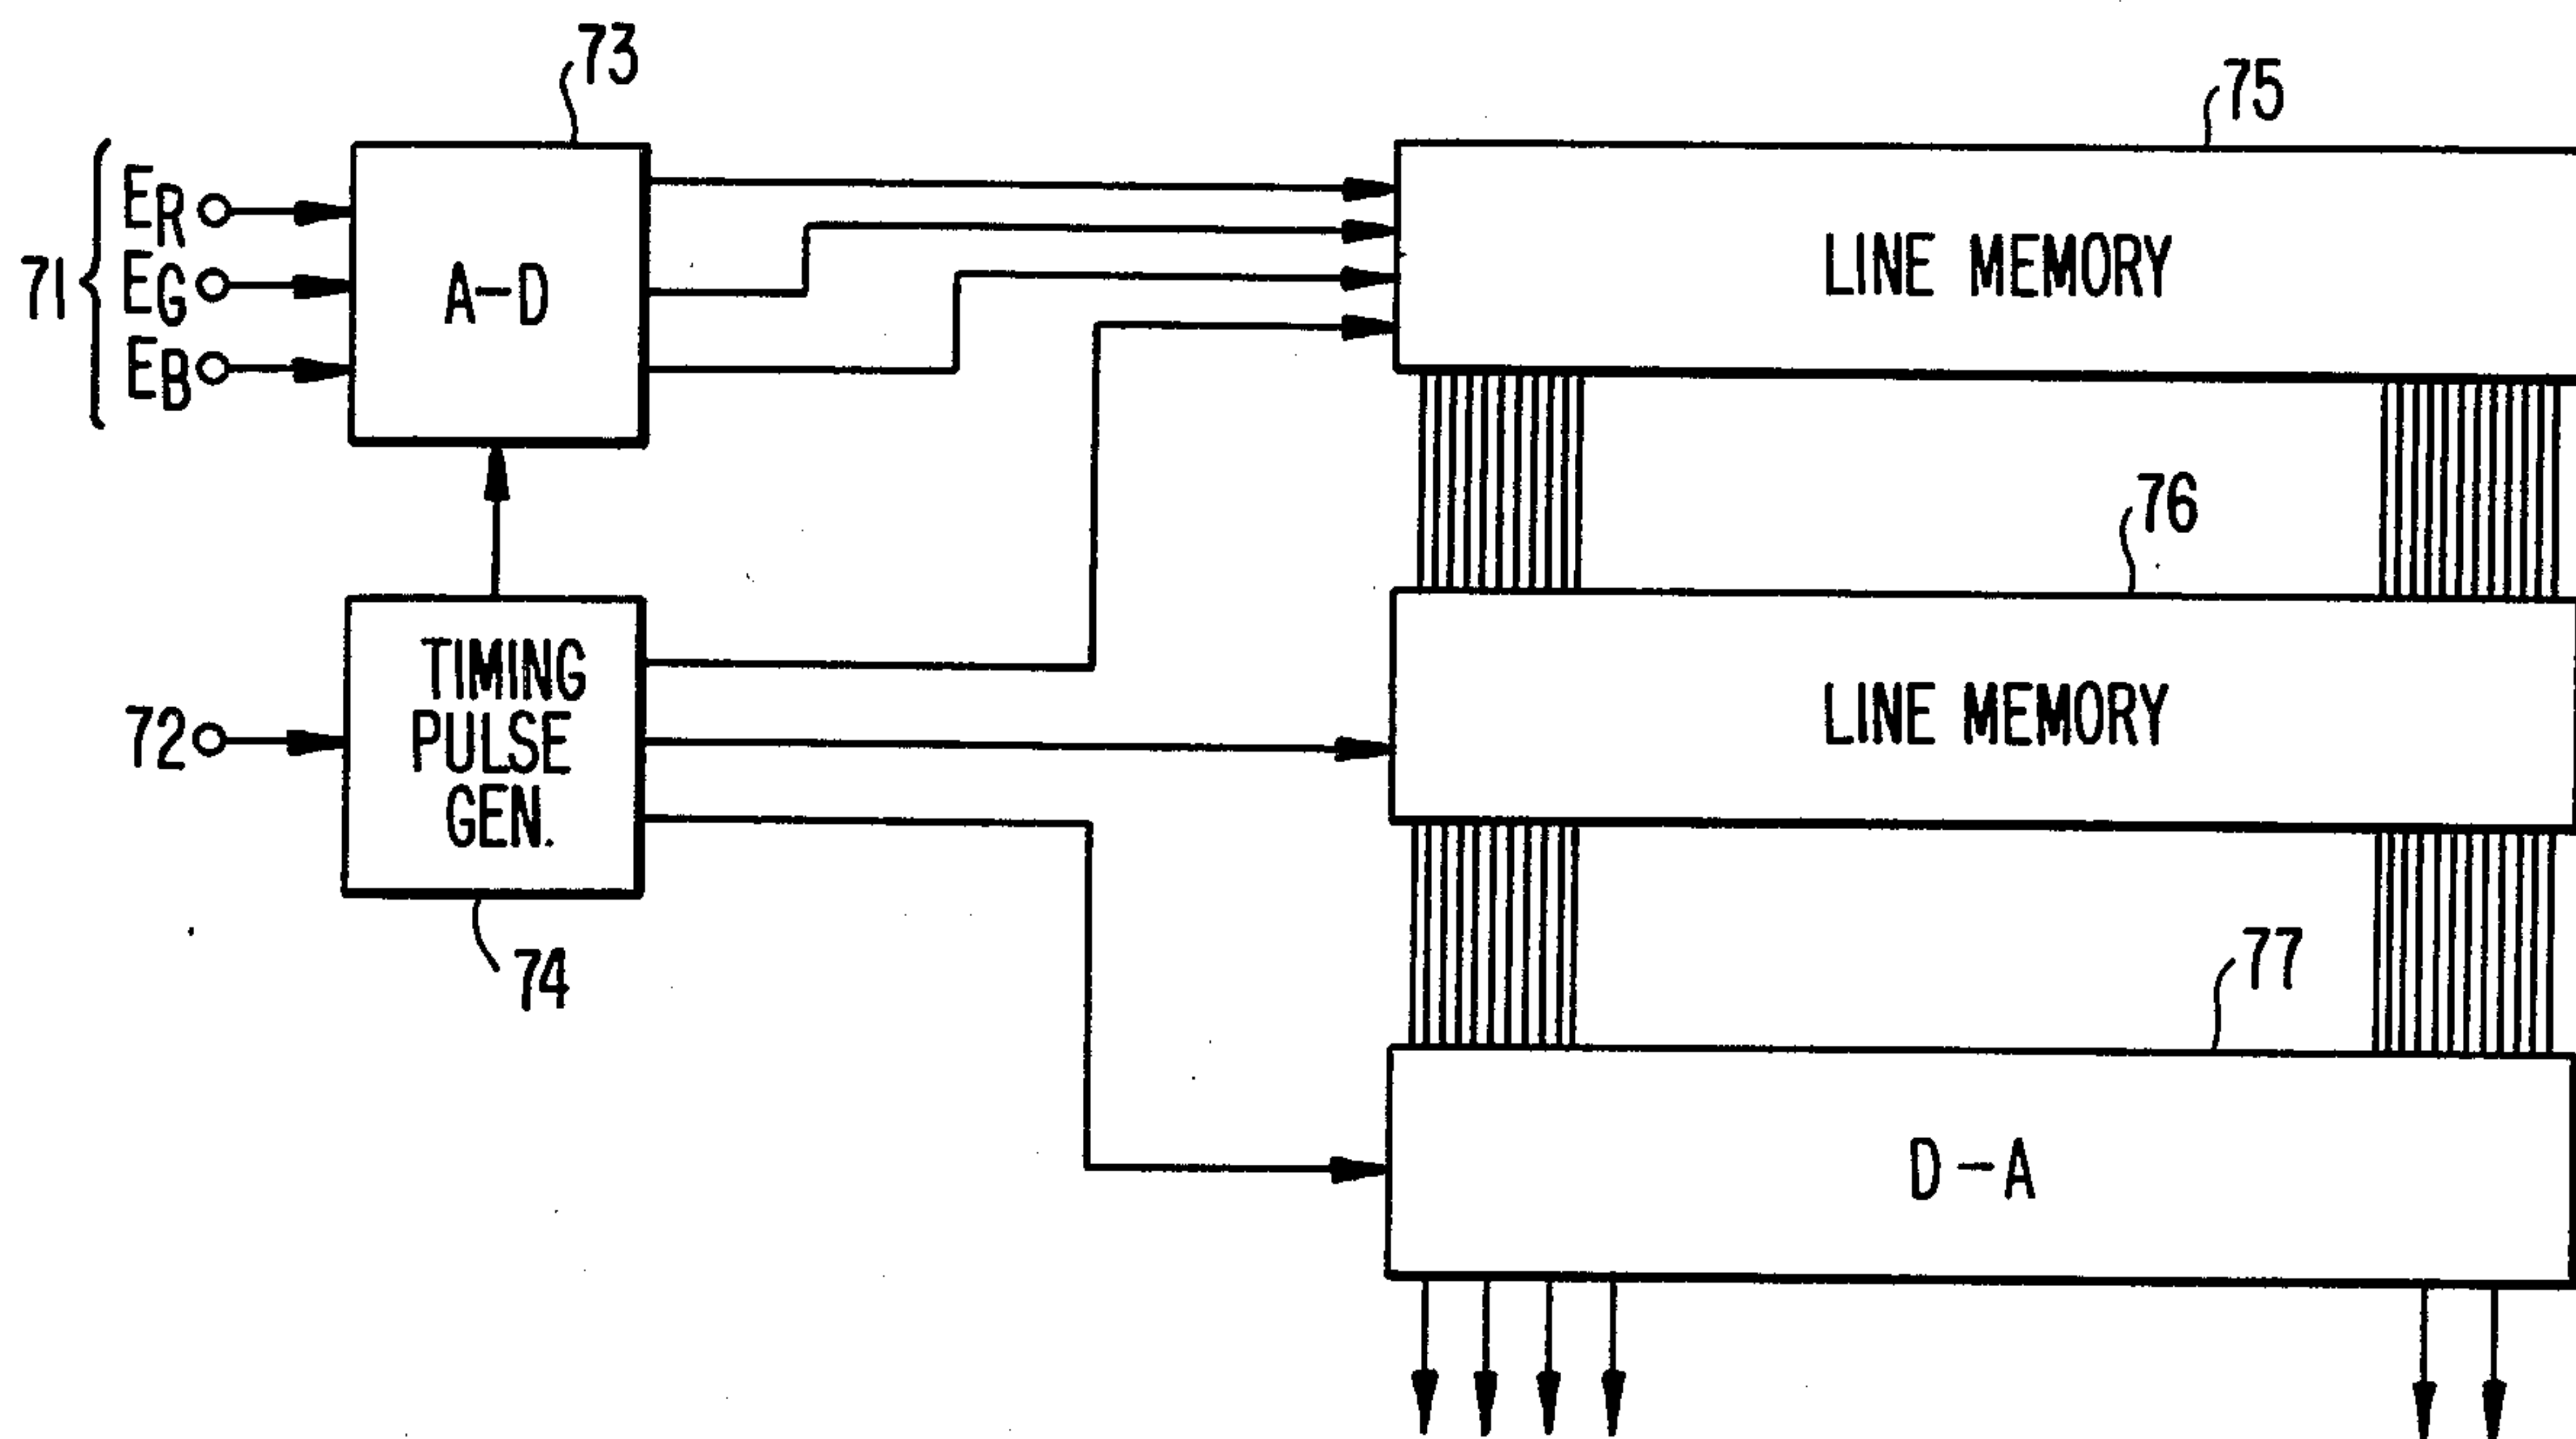 73
75
71
ER
EG
EB
A-D
LINE MEMORY
76
TIMING
PULSE
GEN.
72
LINE MEMORY
74
77
D-A